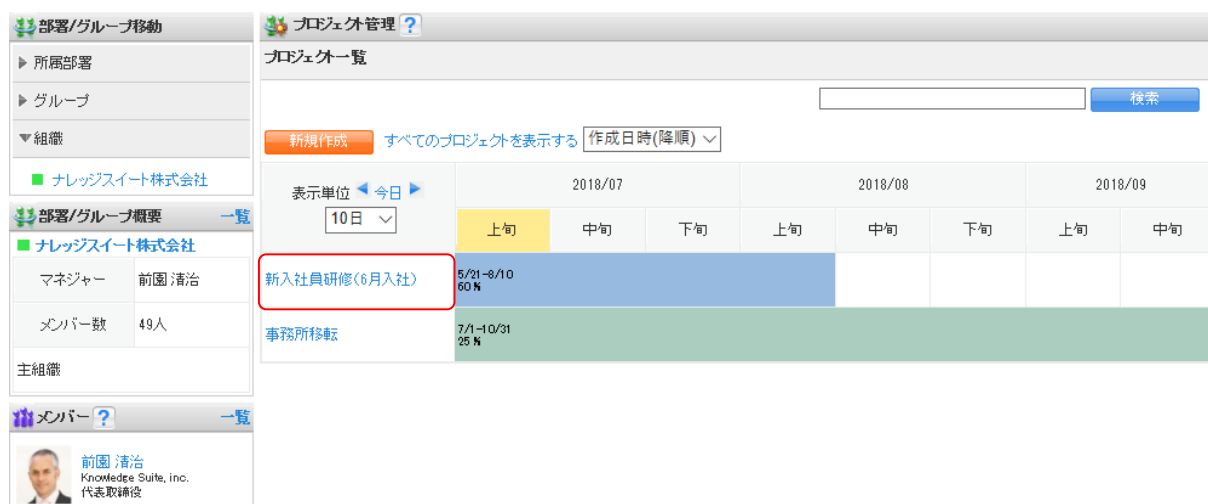 部署/グループ移動
▶ 所属部署
▶ グループ
▼組織
ナレッジスイート株式会社
部署/グループ概要 一覧
ナレッジスイート株式会社
マネジャー 前園 清治
メンバー数 49人
主組織
メンバー ? 一覧
前園 清治
Knowledge Suite, inc.
代表取締役
プロジェクト管理 ?
プロジェクト一覧
検索
新規作成 すべてのプロジェクトを表示する 作成日時(降順)
表示単位 今日
10日
2018/07 2018/08 2018/09
上旬 中旬 下旬 上旬 中旬 下旬 上旬 中旬
新入社員研修(6月入社) 5/21-8/10
60 %
事務所移転 7/1-10/31
25 %